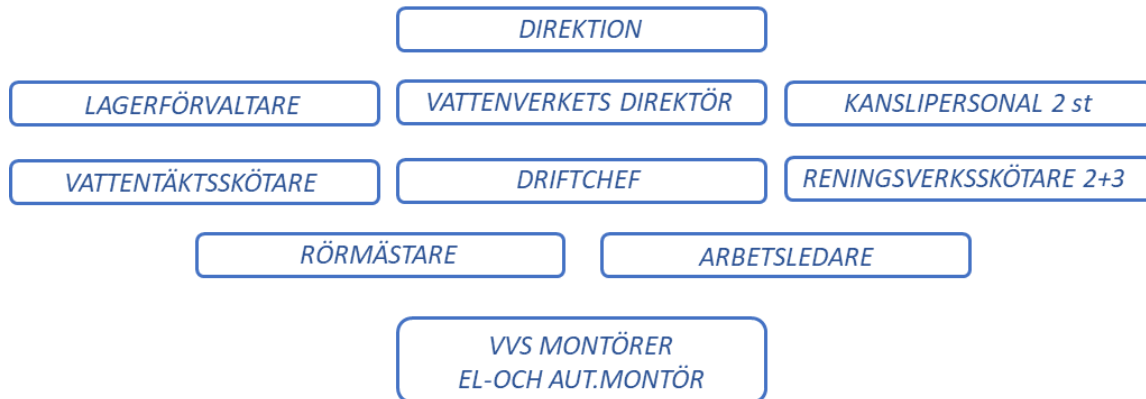 DIREKTION
LAGERFÖRVALTARE
VATTENVERKETS DIREKTÖR
KANSLIPERSONAL 2 st
VATTENTÄKTSSKÖTARE
DRIFTCHEF
RENINGSVERKSSKÖTARE 2+3
RÖRMÄSTARE
ARBETSLEDARE
VVS MONTÖRER
EL-OCH AUT.MONTÖR